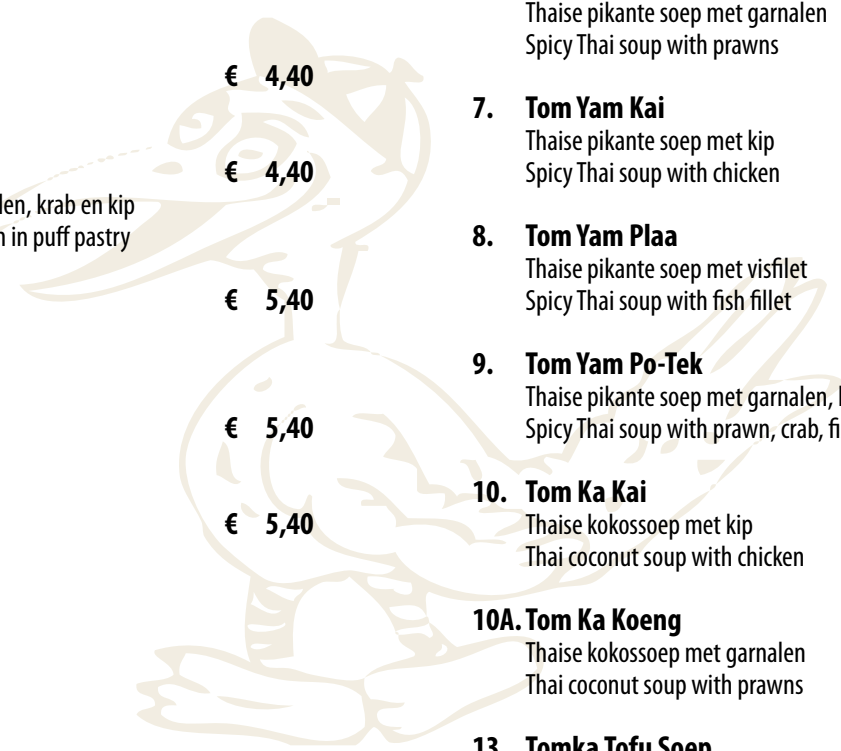 € 4,40
€ 4,40
len, krab en kip
n in puff pastry
€ 5,40
€ 5,40
€ 5,40
Thaise pikante soep met garnalen
Spicy Thai soup with prawns
7. Tom Yam Kai
Thaise pikante soep met kip
Spicy Thai soup with chicken
8. Tom Yam Plaa
Thaise pikante soep met visfilet
Spicy Thai soup with fish fillet
9. Tom Yam Po-Tek
Thaise pikante soep met garnalen,
Spicy Thai soup with prawn, crab, fi
10. Tom Ka Kai
Thaise kokossoep met kip
Thai coconut soup with chicken
10A. Tom Ka Koeng
Thaise kokossoep met garnalen
Thai coconut soup with prawns
13. Tomka Tofu Soep